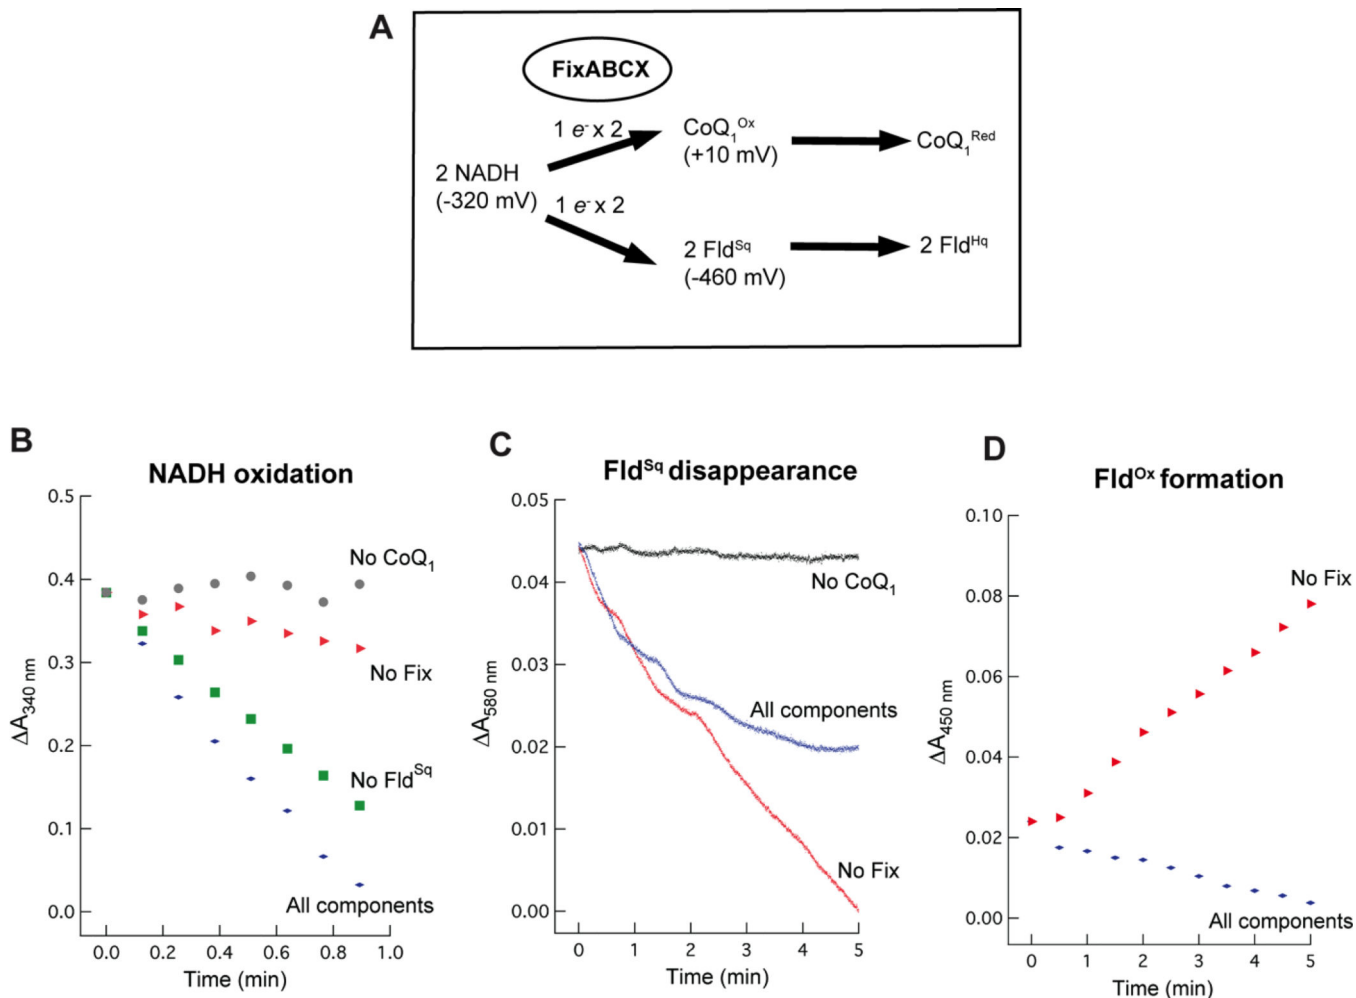 A
FixABCX
1 e⁻ x 2
CoQ₁ᴼˣ
(+10 mV)
CoQ₁ᴿᵉᵈ
2 NADH
(-320 mV)
1 e⁻ x 2
2 Fldˢq
(-460 mV)
2 Fldᴴq
B
NADH oxidation
0.5
0.4
0.3
0.2
0.1
0.0
ΔA₃₄₀ nm
No CoQ₁
No Fix
No Fldˢq
All components
0.0 0.2 0.4 0.6 0.8 1.0
Time (min)
C
Fldˢq disappearance
0.05
0.04
0.03
0.02
0.01
0.00
ΔA₅₈₀ nm
No CoQ₁
All components
No Fix
0 1 2 3 4 5
Time (min)
D
Fldᴼˣ formation
0.10
0.08
0.06
0.04
0.02
0.00
ΔA₄₅₀ nm
No Fix
All components
0 1 2 3 4 5
Time (min)